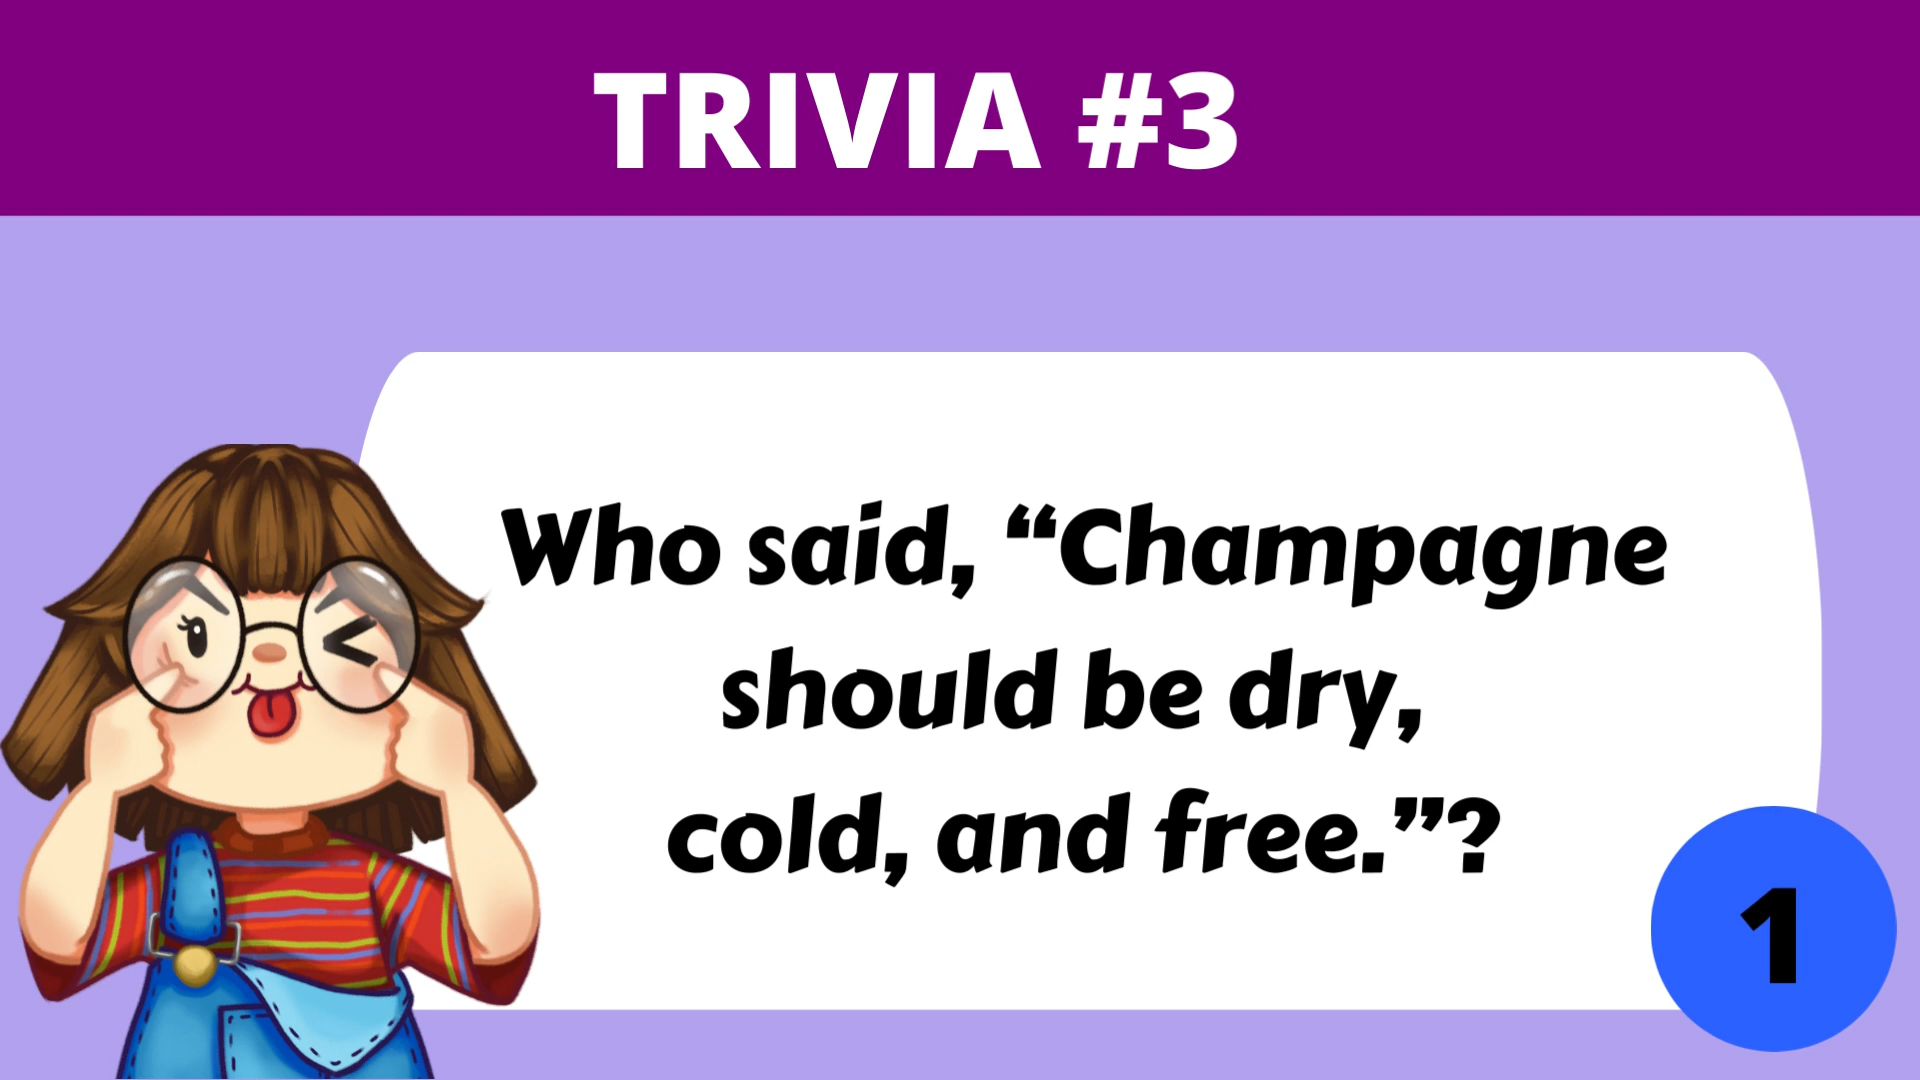 TRIVIA #3
Who said, “Champagne
should be dry,
cold, and free.”?
1